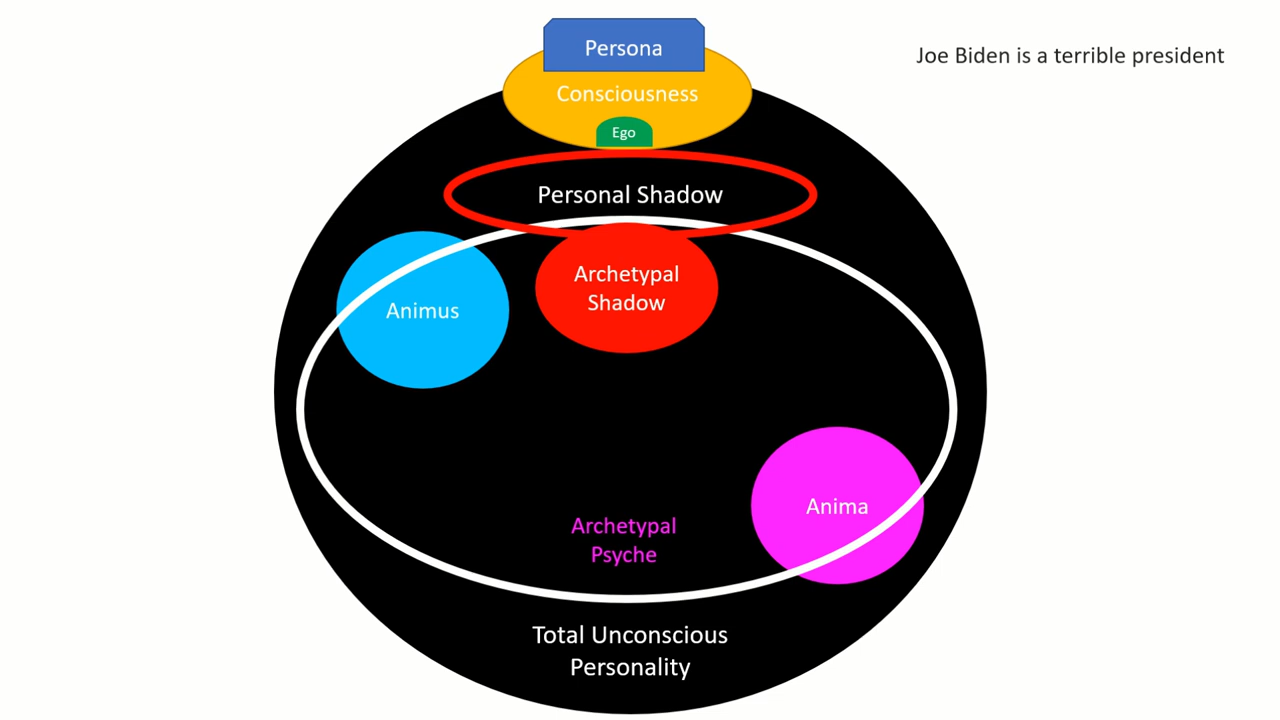 Persona
Joe Biden is a terrible president
Consciousness
Ego
Personal Shadow
Archetypal
Shadow
Animus
Anima
Archetypal
Psyche
Total Unconscious
Personality